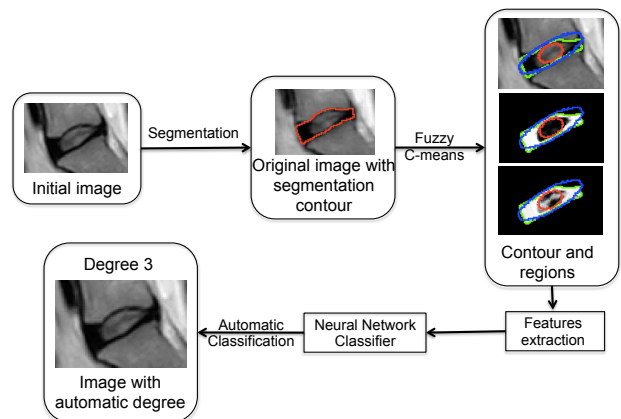 Initial image
Segmentation
Original image with
segmentation
contour
Fuzzy
C-means
Contour and
regions
Features
extraction
Neural Network
Classifier
Automatic
Classification
Degree 3
Image with
automatic degree